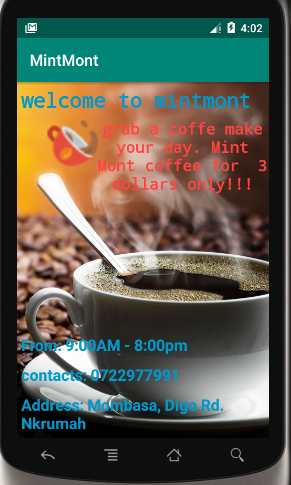 4:02
MintMont
welcome to mintmont
grab a coffe make
your day. Mint
Mont coffee for 3
dollars only!!!
From: 9:00AM - 8:00pm
contacts: 0722977991
Address: Mombasa, Digo Rd.
Nkrumah